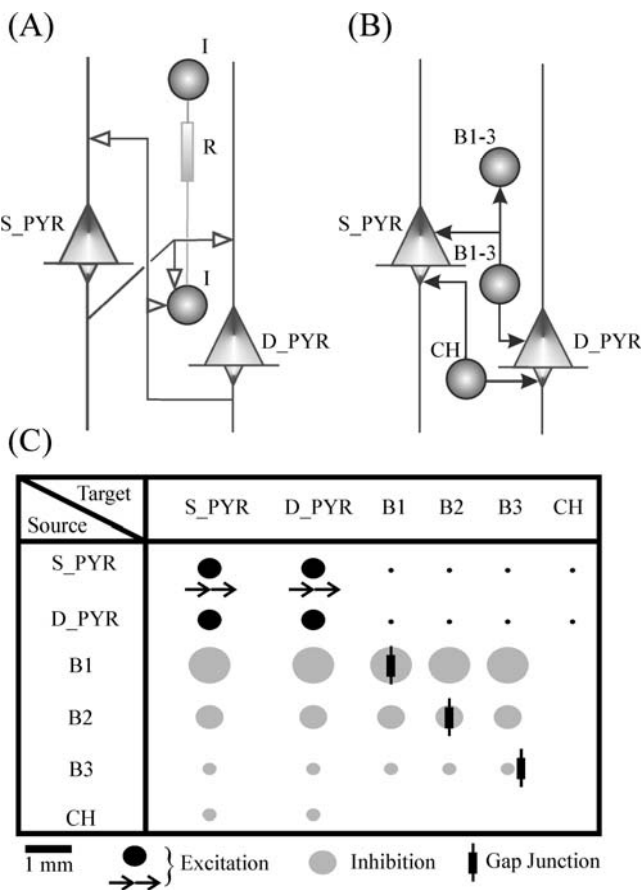 (A)
I
R
S_PYR
I
D_PYR
(B)
B1-3
S_PYR
B1-3
CH
D_PYR
(C)
Target
Source
S_PYR D_PYR B1 B2 B3 CH
S_PYR
D_PYR
B1
B2
B3
CH
1 mm } Excitation Inhibition Gap Junction